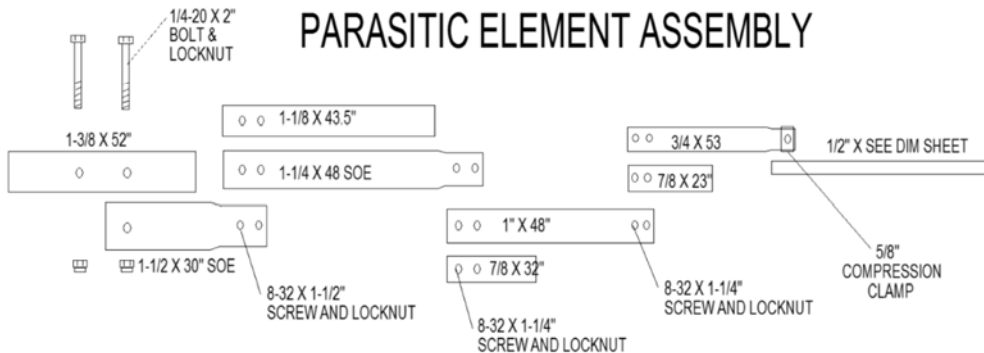 PARASITIC ELEMENT ASSEMBLY
1/4-20 X 2"
BOLT &
LOCKNUT
1-3/8 X 52"
1-1/8 X 43.5"
1-1/4 X 48 SOE
1-1/2 X 30" SOE
8-32 X 1-1/2"
SCREW AND LOCKNUT
1" X 48"
7/8 X 32"
8-32 X 1-1/4"
SCREW AND LOCKNUT
3/4 X 53
7/8 X 23"
8-32 X 1-1/4"
SCREW AND LOCKNUT
1/2" X SEE DIM SHEET
5/8"
COMPRESSION
CLAMP